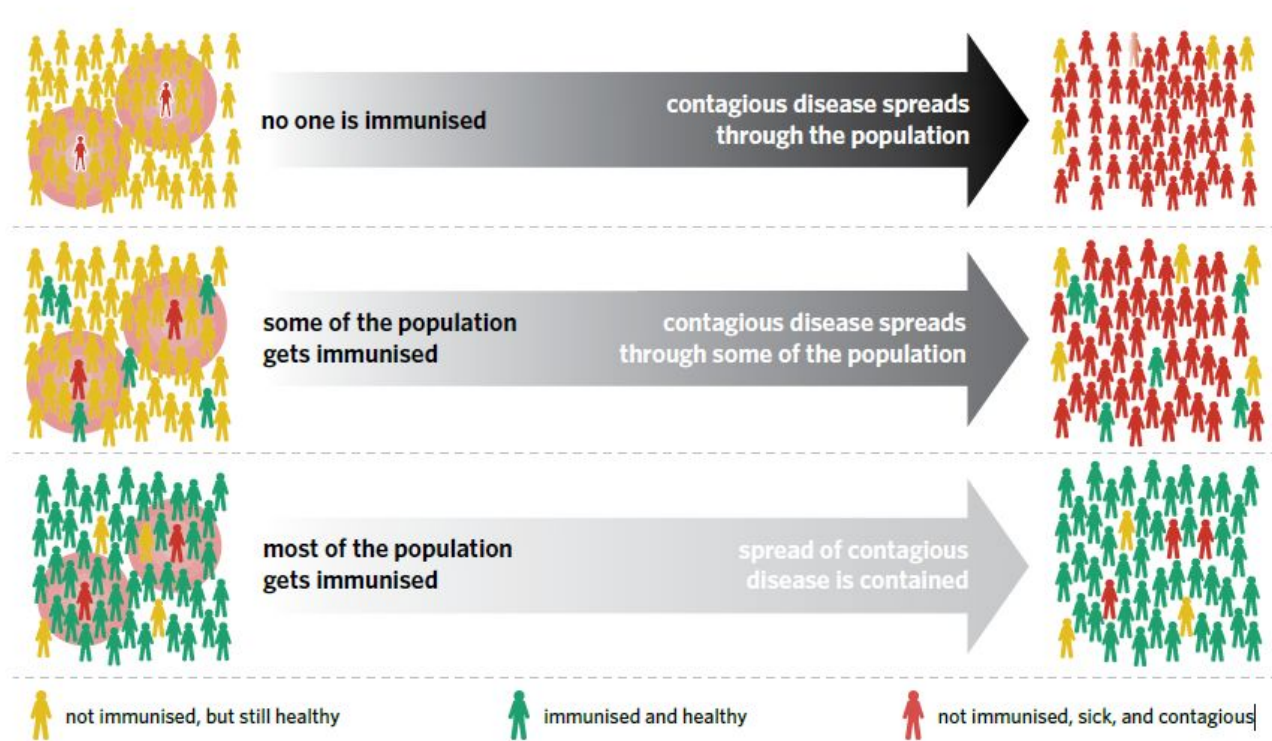 no one is immunised
contagious disease spreads
through the population
some of the population
gets immunised
contagious disease spreads
through some of the population
most of the population
gets immunised
spread of contagious
disease is contained
not immunised, but still healthy
immunised and healthy
not immunised, sick, and contagious